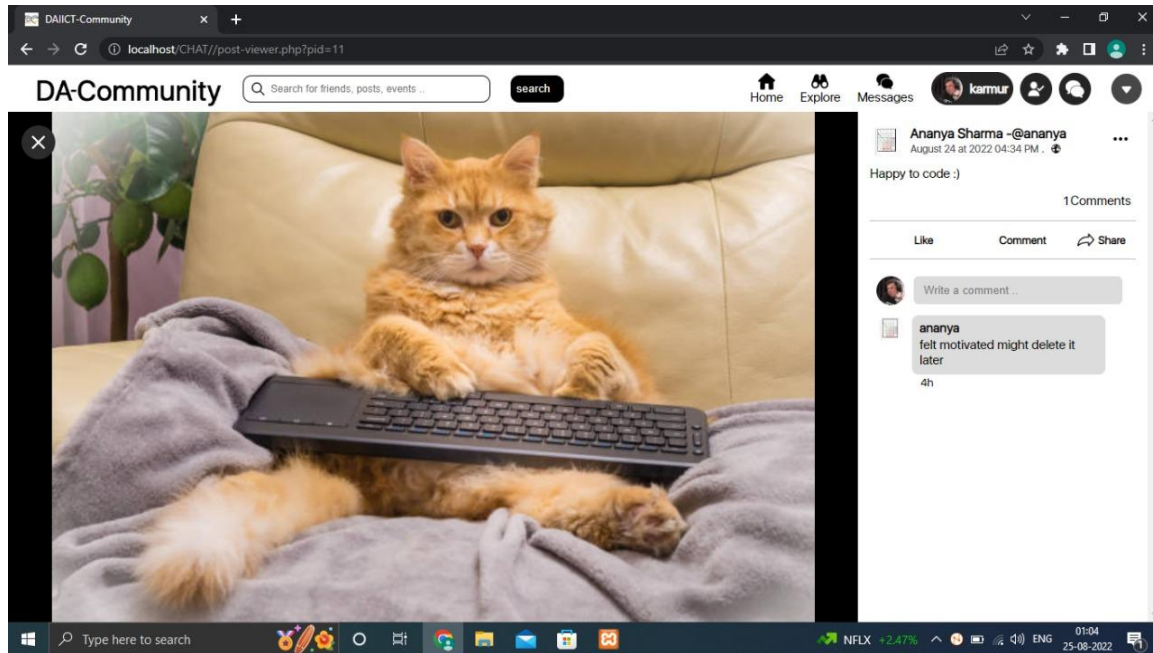 DAIICT-Community
localhost/CHAT//post-viewer.php?pid=11
DA-Community
Search for friends, posts, events ..
search
Home
Explore
Messages
karmur
Ananya Sharma -@ananya
August 24 at 2022 04:34 PM .
Happy to code :)
1Comments
Like
Comment
Share
Write a comment ..
ananya
felt motivated might delete it
later
4h
Type here to search
NFLX +2.47%
ENG
01:04
25-08-2022
1